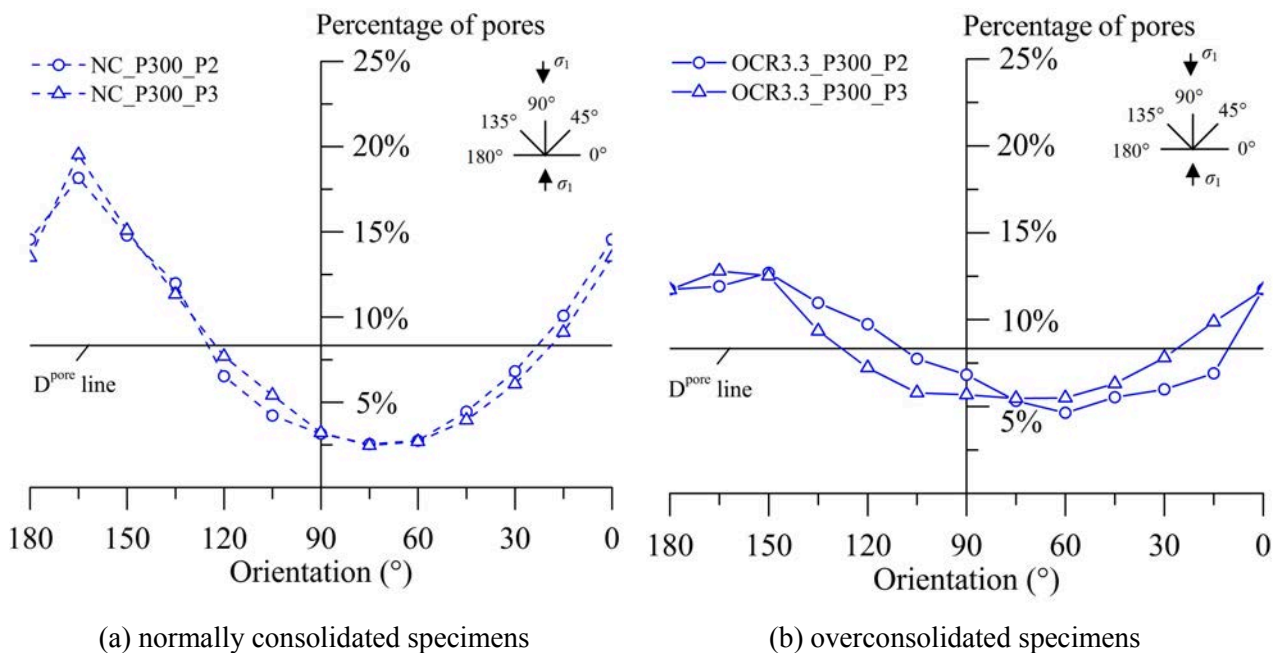 Percentage of pores
NC_P300_P2
NC_P300_P3
25%
20%
15%
10%
5%
σ1
90°
135°
45°
180°
0°
σ1
D^pore line
180 150 120 90 60 30 0
Orientation (°)
(a) normally consolidated specimens
Percentage of pores
OCR3.3_P300_P2
OCR3.3_P300_P3
25%
20%
15%
10%
5%
σ1
90°
135°
45°
180°
0°
σ1
D^pore line
180 150 120 90 60 30 0
Orientation (°)
(b) overconsolidated specimens